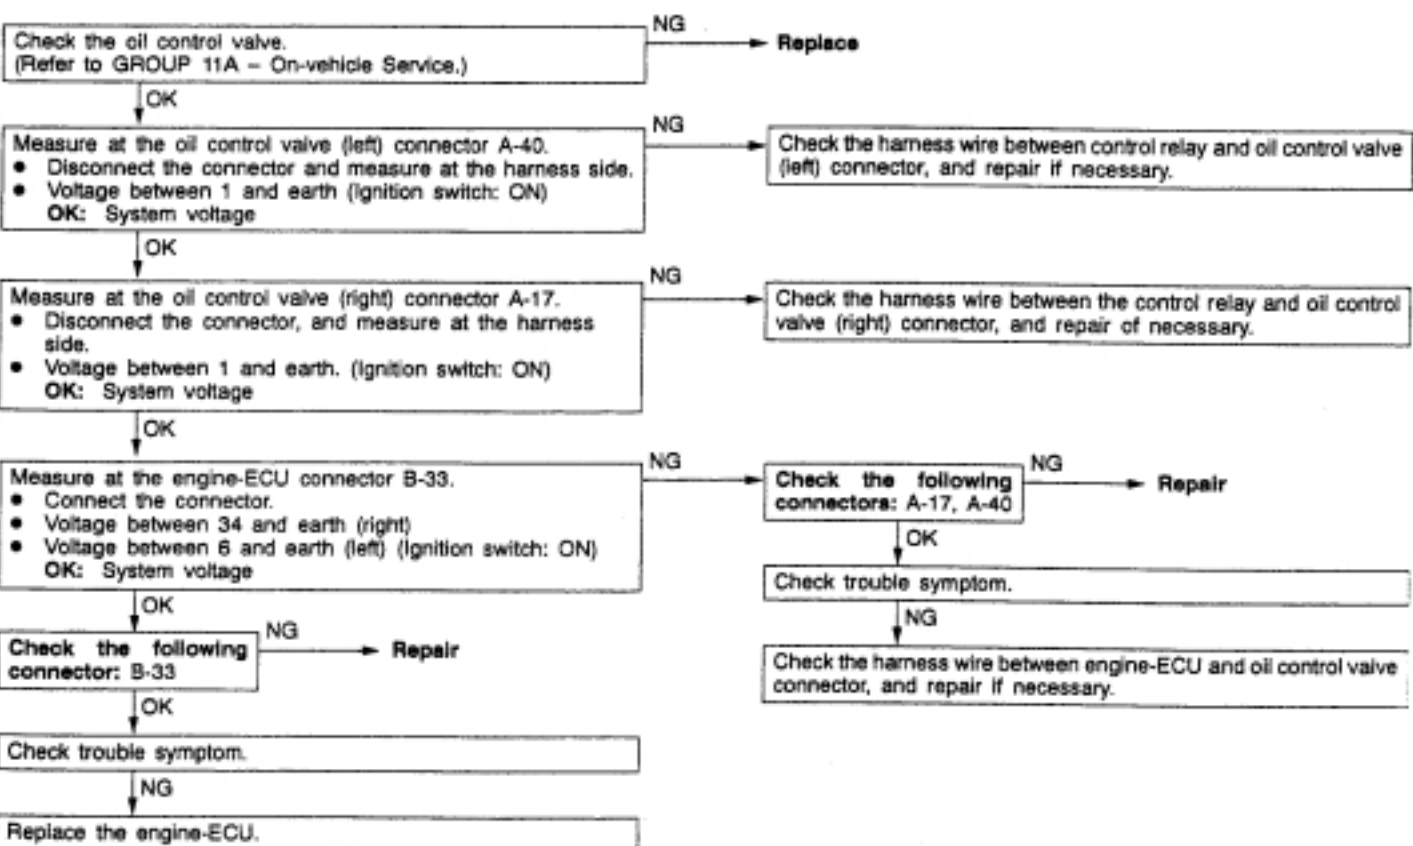 NG
Check the oil control valve.
(Refer to GROUP 11A – On-vehicle Service.)
Replace
OK
Measure at the oil control valve (left) connector A-40.
● Disconnect the connector and measure at the harness side.
● Voltage between 1 and earth (Ignition switch: ON)
OK: System voltage
NG
Check the harness wire between control relay and oil control valve
(left) connector, and repair if necessary.
OK
Measure at the oil control valve (right) connector A-17.
● Disconnect the connector, and measure at the harness
side.
● Voltage between 1 and earth. (Ignition switch: ON)
OK: System voltage
NG
Check the harness wire between the control relay and oil control
valve (right) connector, and repair of necessary.
OK
Measure at the engine-ECU connector B-33.
● Connect the connector.
● Voltage between 34 and earth (right)
● Voltage between 6 and earth (left) (Ignition switch: ON)
OK: System voltage
NG
Check the following
connectors: A-17, A-40
NG
Repair
OK
Check trouble symptom.
NG
Check the harness wire between engine-ECU and oil control valve
connector, and repair if necessary.
OK
Check the following
connector: B-33
NG
Repair
OK
Check trouble symptom.
NG
Replace the engine-ECU.